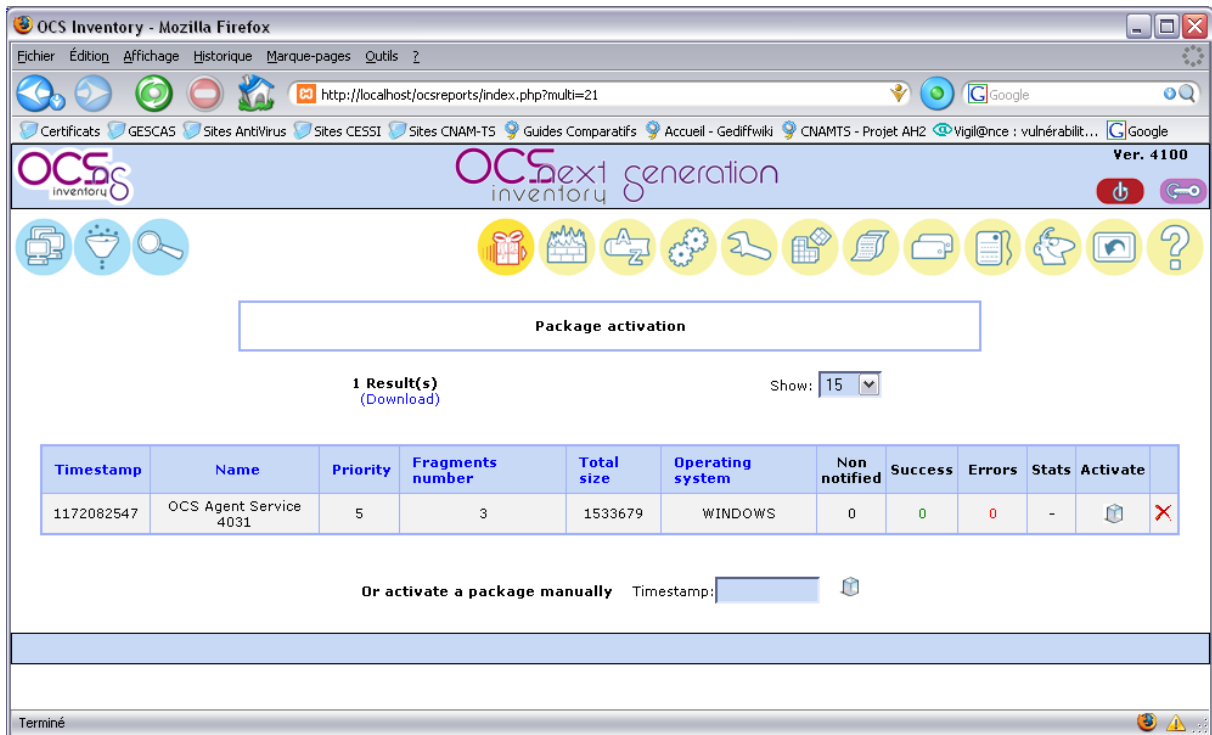 OCS Inventory - Mozilla Firefox
Fichier Édition Affichage Historique Marque-pages Outils ?
http://localhost/ocsreports/index.php?multi=21
Google
Certificats GESCAS Sites AntiVirus Sites CESSI Sites CNAM-TS Guides Comparatifs Accueil - Gediffwiki CNAMTS - Projet AH2 Vigil@nce : vulnérabilit... Google
OCS ng inventory
OCS inventory next generation
Ver. 4100
Package activation
1 Result(s)
(Download)
Show: 15
Timestamp Name Priority Fragments number Total size Operating system Non notified Success Errors Stats Activate
1172082547 OCS Agent Service 4031 5 3 1533679 WINDOWS 0 0 0 -
Or activate a package manually Timestamp:
Terminé